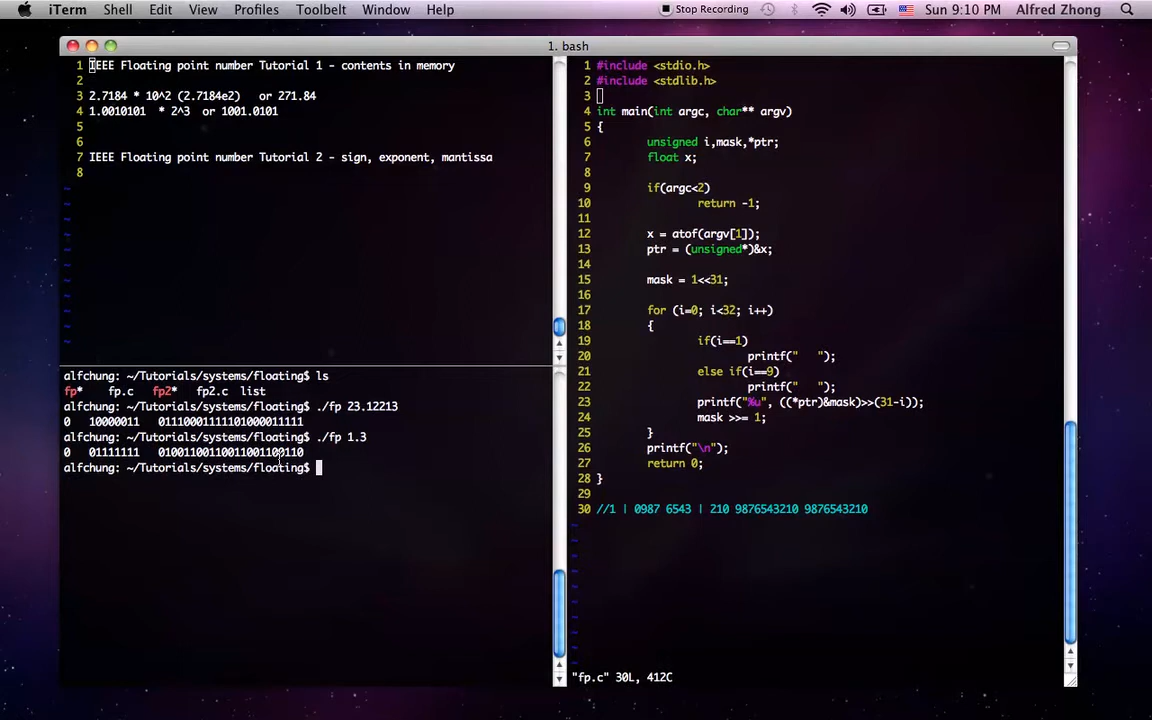 iTerm Shell Edit View Profiles Toolbelt Window Help Stop Recording Sun 9:10 PM Alfred Zhong
1. bash
1 IEEE Floating point number Tutorial 1 - contents in memory
2
3 2.7184 * 10^2 (2.7184e2) or 271.84
4 1.0010101 * 2^3 or 1001.0101
5
6
7 IEEE Floating point number Tutorial 2 - sign, exponent, mantissa
8
~
~
~
~
~
~
~
~
~
~
~
alfchung: ~/Tutorials/systems/floating$ ls
fp* fp.c fp2* fp2.c list
alfchung: ~/Tutorials/systems/floating$ ./fp 23.12213
0 10000011 01110001111101000011111
alfchung: ~/Tutorials/systems/floating$ ./fp 1.3
0 01111111 01001100110011001100110
alfchung: ~/Tutorials/systems/floating$
1 #include <stdio.h>
2 #include <stdlib.h>
3
4 int main(int argc, char** argv)
5 {
6 unsigned i,mask,*ptr;
7 float x;
8
9 if(argc<2)
10 return -1;
11
12 x = atof(argv[1]);
13 ptr = (unsigned*)&x;
14
15 mask = 1<<31;
16
17 for (i=0; i<32; i++)
18 {
19 if(i==1)
20 printf("   ");
21 else if(i==9)
22 printf("   ");
23 printf("%u", ((*ptr)&mask)>>(31-i));
24 mask >>= 1;
25 }
26 printf("\n");
27 return 0;
28 }
29
30 //1 | 0987 6543 | 210 9876543210 9876543210
~
~
~
~
~
~
~
~
~
~
"fp.c" 30L, 412C